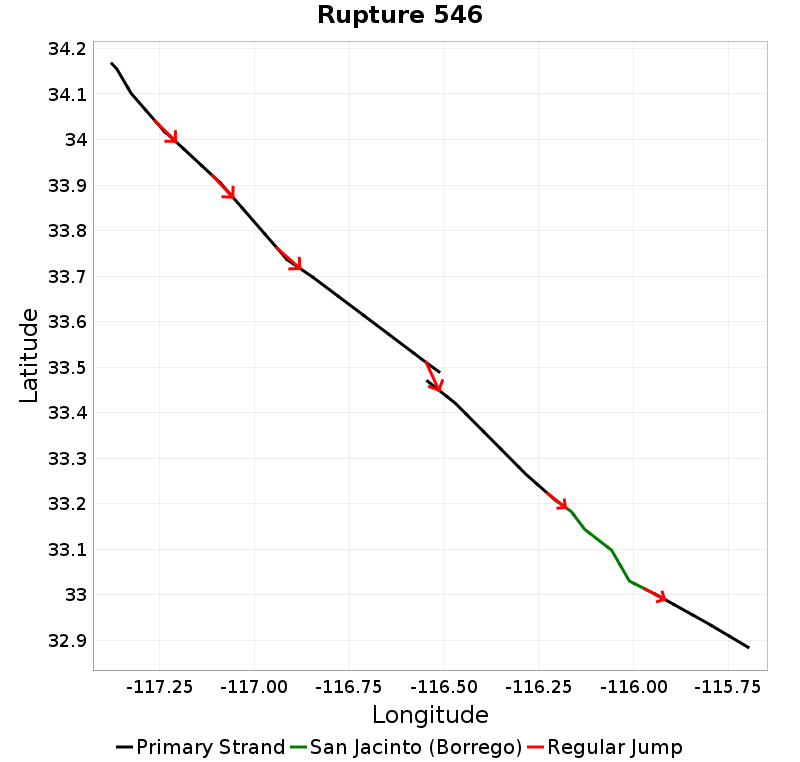 Rupture 546
34.2
34.1
34
33.9
33.8
33.7
33.6
33.5
33.4
33.3
33.2
33.1
33
32.9
Latitude
-117.25 -117.00 -116.75 -116.50 -116.25 -116.00 -115.75
Longitude
Primary Strand San Jacinto (Borrego) Regular Jump